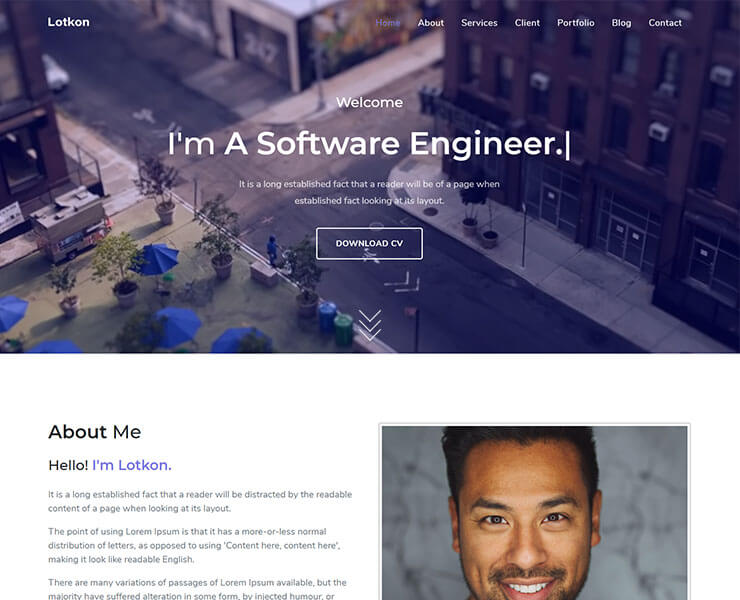 Lotkon
Home About Services Client Portfolio Blog Contact
Welcome
I'm A Software Engineer.|
It is a long established fact that a reader will be of a page when
established fact looking at its layout.
DOWNLOAD CV
About Me
Hello! I'm Lotkon.
It is a long established fact that a reader will be distracted by the readable
content of a page when looking at its layout.
The point of using Lorem Ipsum is that it has a more-or-less normal
distribution of letters, as opposed to using 'Content here, content here',
making it look like readable English.
There are many variations of passages of Lorem Ipsum available, but the
majority have suffered alteration in some form, by injected humour, or